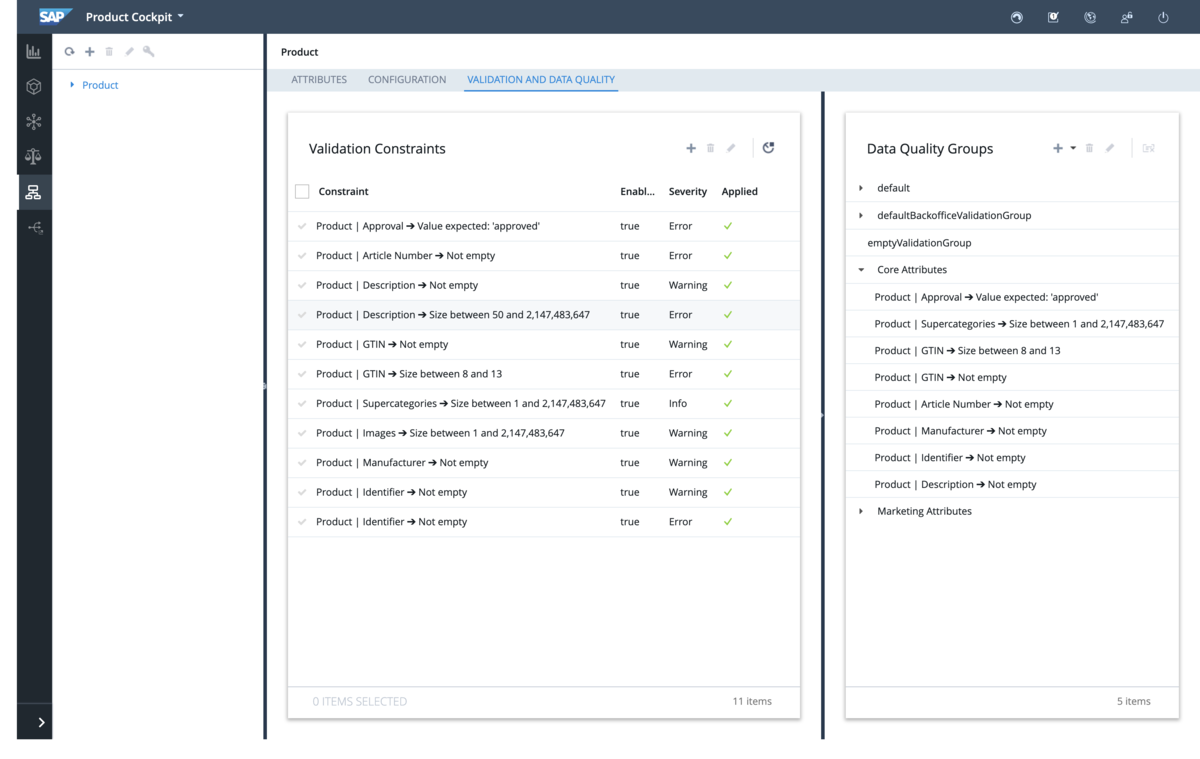 SAP Product Cockpit
Product
Product
ATTRIBUTES CONFIGURATION VALIDATION AND DATA QUALITY
Validation Constraints
Constraint Enabl... Severity Applied
Product | Approval ➔ Value expected: 'approved' true Error
Product | Article Number ➔ Not empty true Error
Product | Description ➔ Not empty true Warning
Product | Description ➔ Size between 50 and 2,147,483,647 true Error
Product | GTIN ➔ Not empty true Warning
Product | GTIN ➔ Size between 8 and 13 true Error
Product | Supercategories ➔ Size between 1 and 2,147,483,647 true Info
Product | Images ➔ Size between 1 and 2,147,483,647 true Warning
Product | Manufacturer ➔ Not empty true Warning
Product | Identifier ➔ Not empty true Warning
Product | Identifier ➔ Not empty true Error
0 ITEMS SELECTED 11 items
Data Quality Groups
default
defaultBackofficeValidationGroup
emptyValidationGroup
Core Attributes
Product | Approval ➔ Value expected: 'approved'
Product | Supercategories ➔ Size between 1 and 2,147,483,647
Product | GTIN ➔ Size between 8 and 13
Product | GTIN ➔ Not empty
Product | Article Number ➔ Not empty
Product | Manufacturer ➔ Not empty
Product | Identifier ➔ Not empty
Product | Description ➔ Not empty
Marketing Attributes
5 items